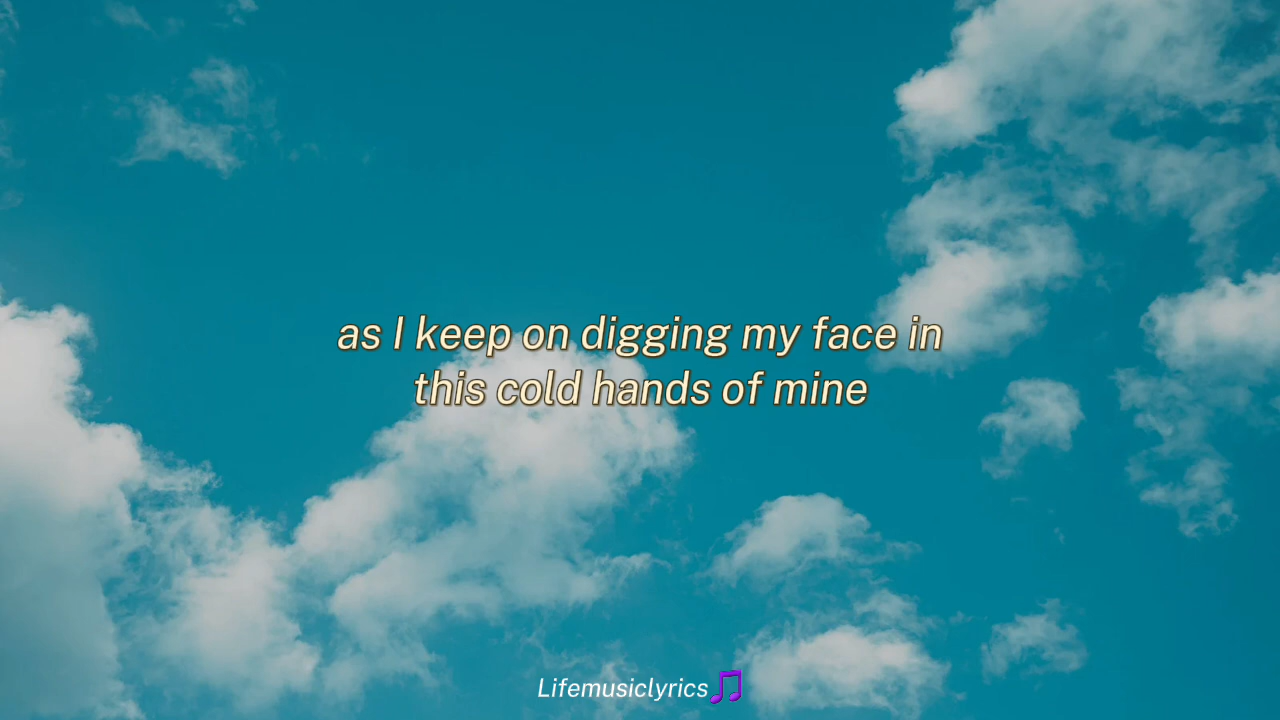 as I keep on digging my face in
this cold hands of mine
Lifemusiclyrics🎵